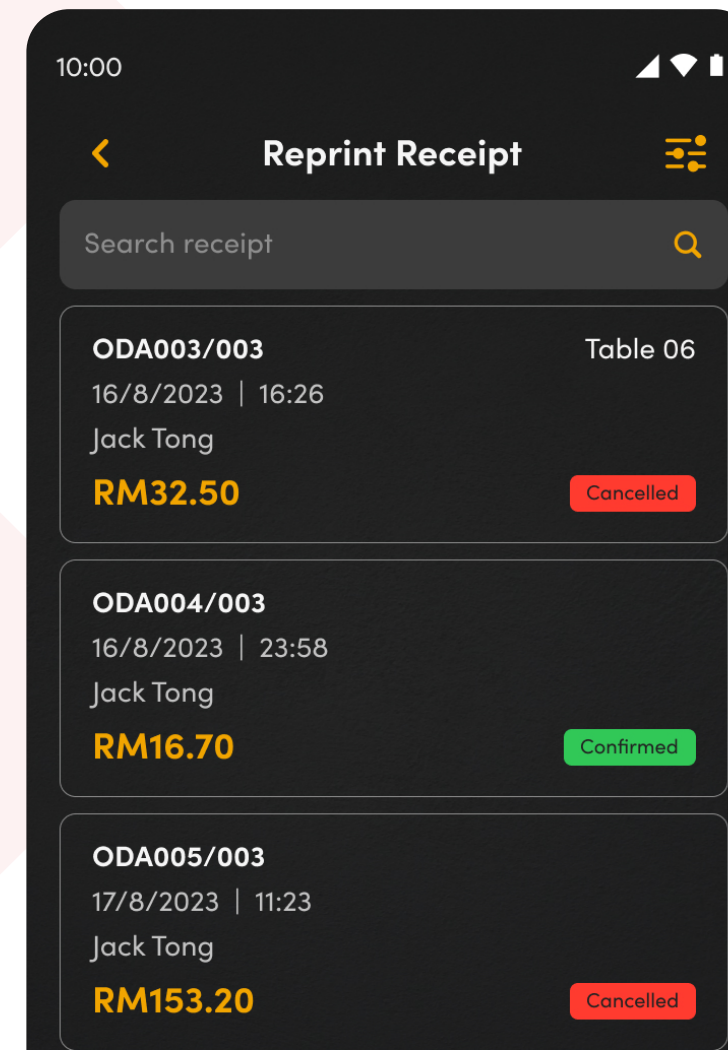 10:00
Reprint Receipt
Search receipt
ODA003/003 Table 06
16/8/2023 | 16:26
Jack Tong
RM32.50 Cancelled
ODA004/003
16/8/2023 | 23:58
Jack Tong
RM16.70 Confirmed
ODA005/003
17/8/2023 | 11:23
Jack Tong
RM153.20 Cancelled